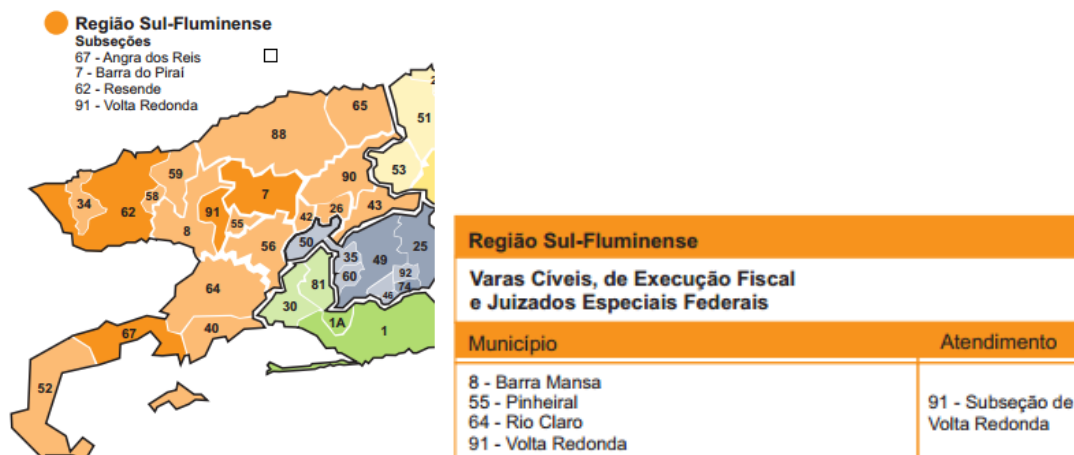 Região Sul-Fluminense
Subseções
67 - Angra dos Reis
7 - Barra do Piraí
62 - Resende
91 - Volta Redonda
65
51
88
53
59
90
34
58
7
62
91
26
43
42
55
8
50
25
56
35
49
60
92
74
46
64
81
30
1A
1
40
67
52
Região Sul-Fluminense
Varas Cíveis, de Execução Fiscal
e Juizados Especiais Federais
Município
Atendimento
8 - Barra Mansa
55 - Pinheiral
64 - Rio Claro
91 - Volta Redonda
91 - Subseção de
Volta Redonda